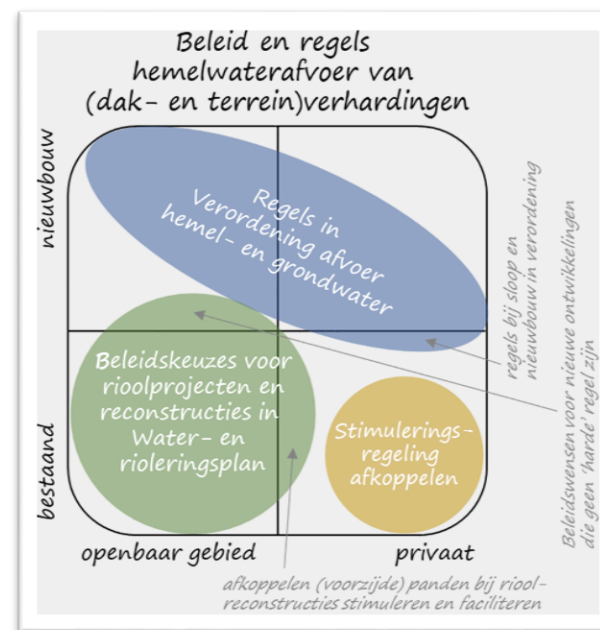 Beleid en regels
hemelwaterafvoer van
(dak- en terrein)verhardingen
nieuwbouw
Regels in
Verordening afvoer
hemel- en grondwater
regels bij sloop en
nieuwbouw in verordening
Beleidswensen voor nieuwe ontwikkelingen
die geen 'harde' regel zijn
bestaand
Beleidskeuzes voor
rioolprojecten en
reconstructies in
Water- en
rioleringsplan
Stimulerings-
regeling
afkoppelen
openbaar gebied
privaat
afkoppelen (voorzijde) panden bij riool-
reconstructies stimuleren en faciliteren